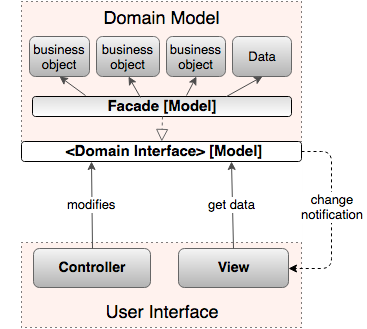 Domain Model
business
object
business
object
business
object
Data
Facade [Model]
<Domain Interface> [Model]
modifies
get data
change
notification
Controller
View
User Interface